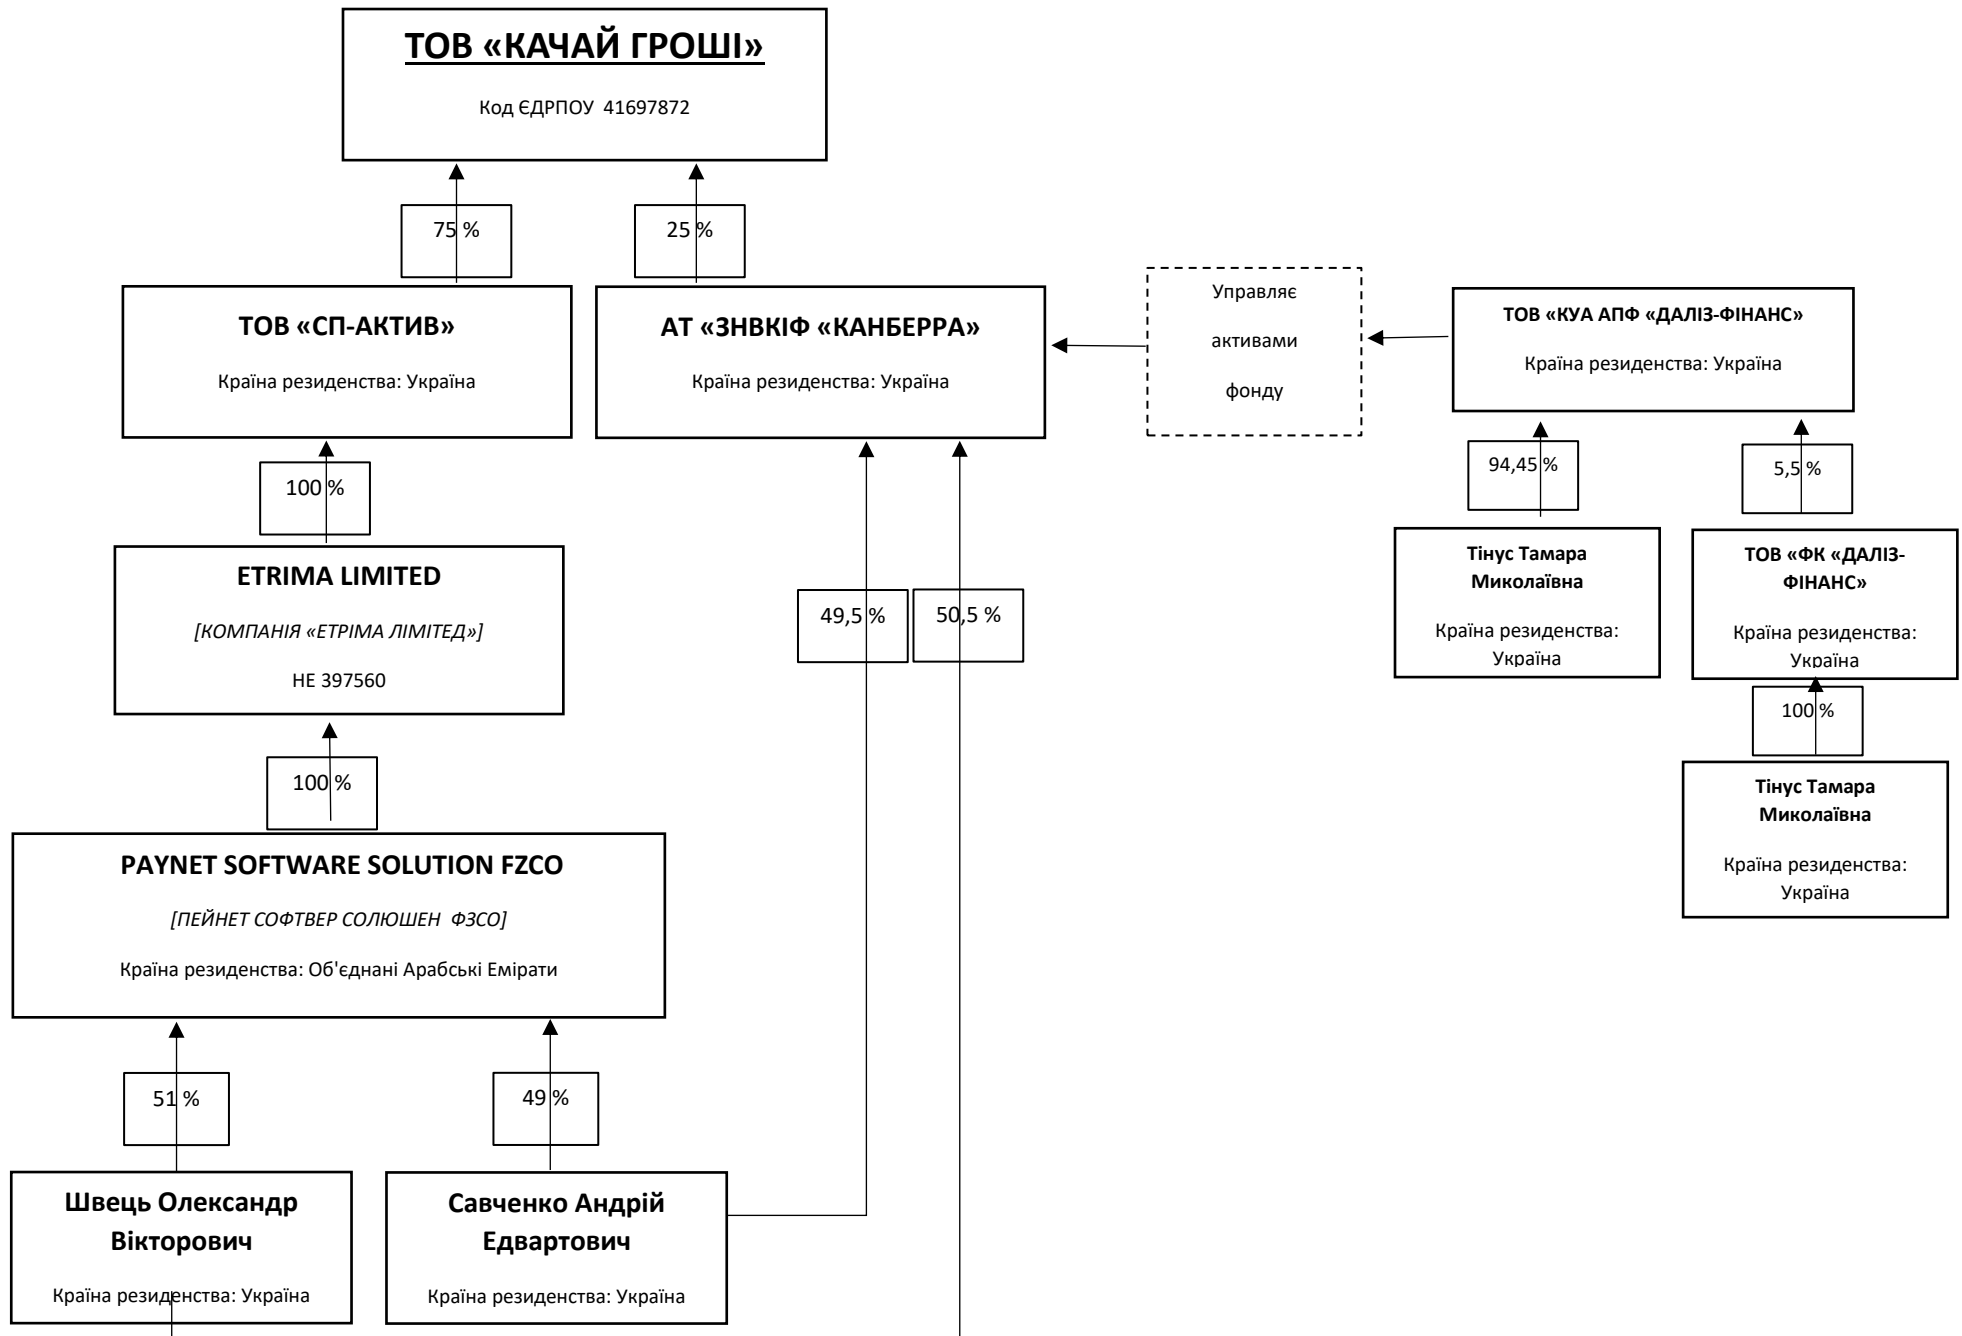 ТОВ «КАЧАЙ ГРОШІ»
Код ЄДРПОУ 41697872
75 %
25 %
ТОВ «СП-АКТИВ»
Країна резиденства: Україна
АТ «ЗНВКІФ «КАНБЕРРА»
Країна резиденства: Україна
Управляє
активами
фонду
ТОВ «КУА АПФ «ДАЛІЗ-ФІНАНС»
Країна резиденства: Україна
100 %
94,45 %
5,5 %
ETRIMA LIMITED
[КОМПАНІЯ «ЕТРІМА ЛІМІТЕД»]
НЕ 397560
49,5 %
50,5 %
Тінус Тамара
Миколаївна
Країна резиденства:
Україна
ТОВ «ФК «ДАЛІЗ-
ФІНАНС»
Країна резиденства:
Україна
100 %
100 %
Тінус Тамара
Миколаївна
Країна резиденства:
Україна
PAYNET SOFTWARE SOLUTION FZCO
[ПЕЙНЕТ СОФТВЕР СОЛЮШЕН ФЗСО]
Країна резиденства: Об'єднані Арабські Емірати
51 %
49 %
Швець Олександр
Вікторович
Країна резиденства: Україна
Савченко Андрій
Едвартович
Країна резиденства: Україна